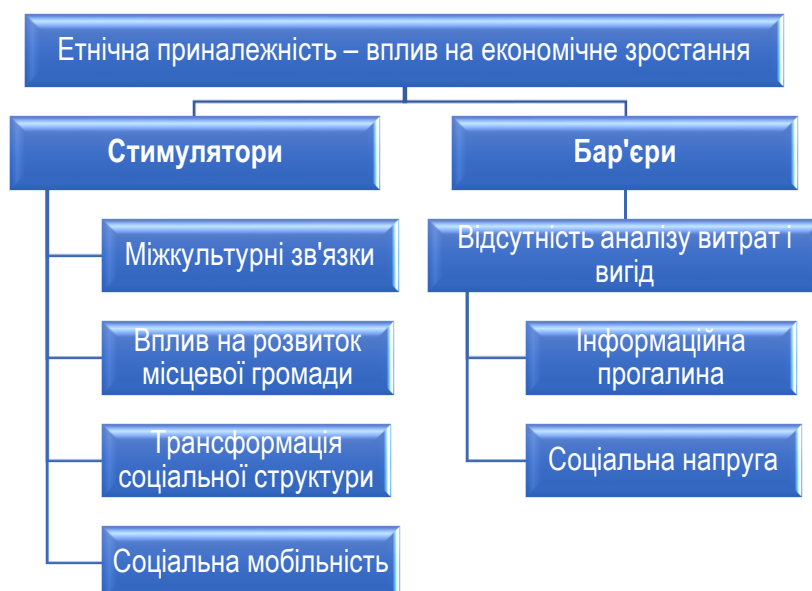 Етнічна приналежність – вплив на економічне зростання
Стимулятори
Міжкультурні зв'язки
Вплив на розвиток
місцевої громади
Трансформація
соціальної структури
Соціальна мобільність
Бар'єри
Відсутність аналізу витрат і
вигід
Інформаційна
прогалина
Соціальна напруга